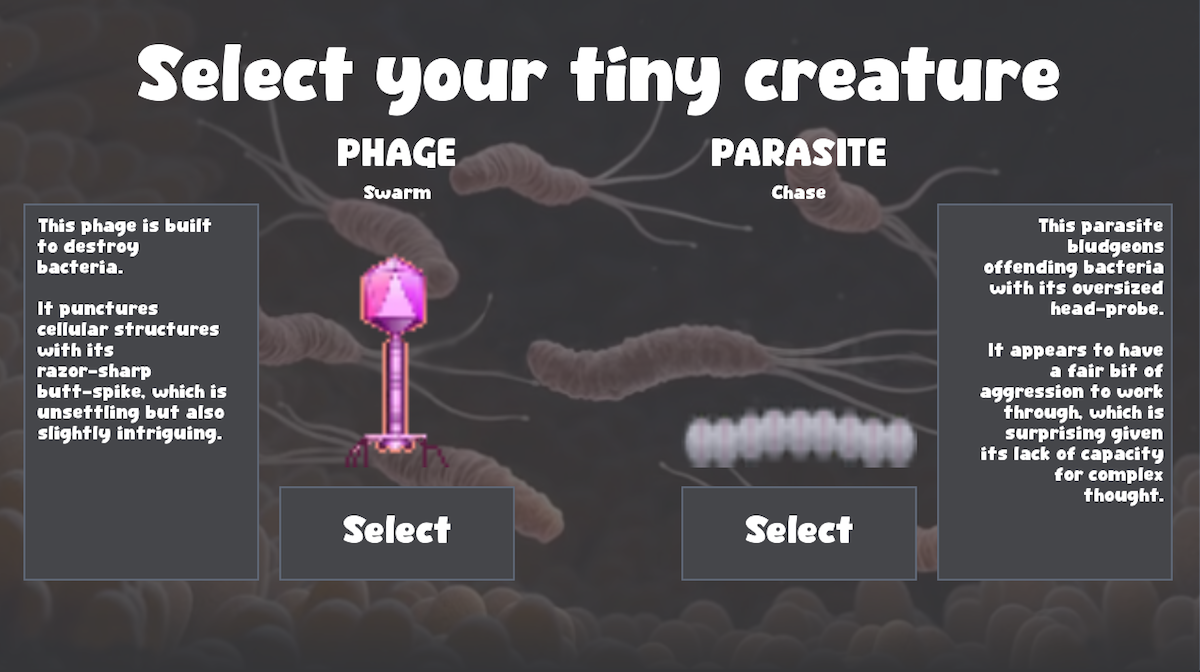 Select your tiny creature
PHAGE
Swarm
This phage is built
to destroy
bacteria.
It punctures
cellular structures
with its
razor-sharp
butt-spike, which is
unsettling but also
slightly intriguing.
Select
PARASITE
Chase
This parasite
bludgeons
offending bacteria
with its oversized
head-probe.
It appears to have
a fair bit of
aggression to work
through, which is
surprising given
its lack of capacity
for complex
thought.
Select